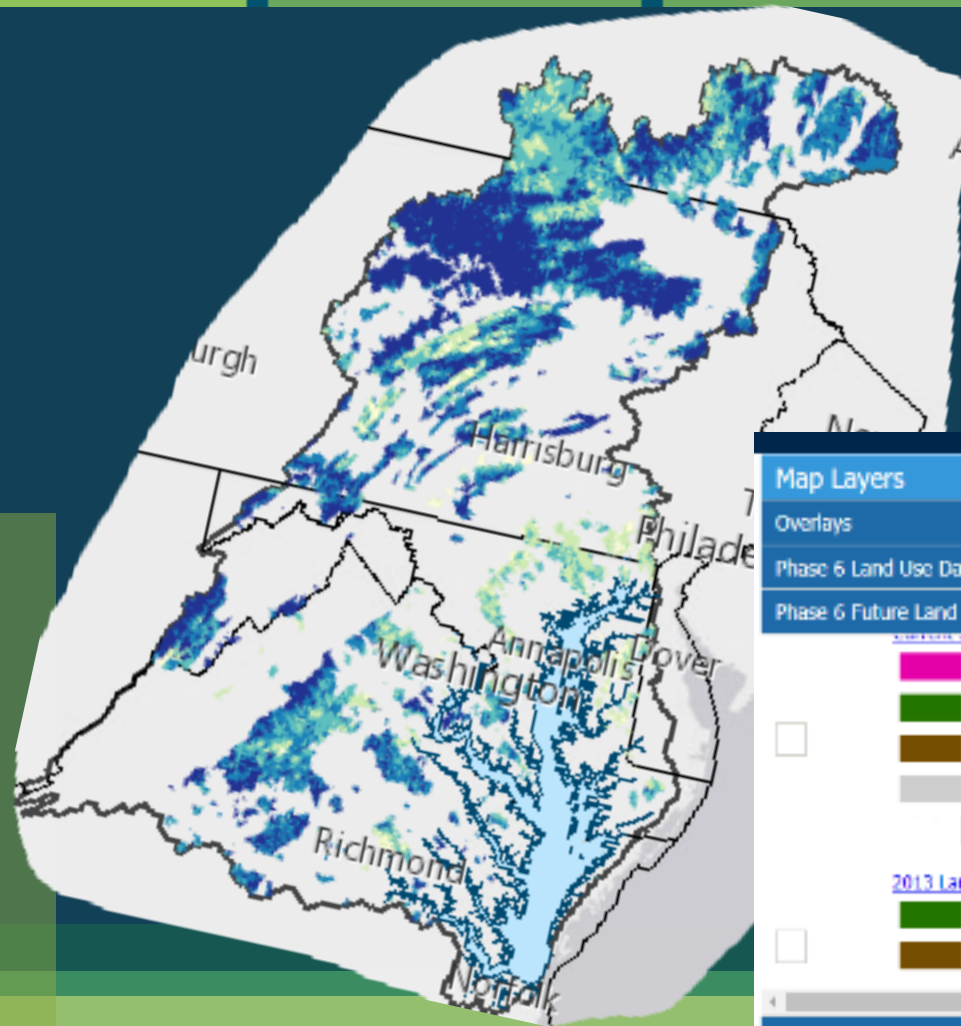 urgh
Harrisburg
Philade
Annapolis
Dover
Washington
Richmond
Norfolk
Map Layers
Overlays
Phase 6 Land Use Da
Phase 6 Future Land
2013 Lan